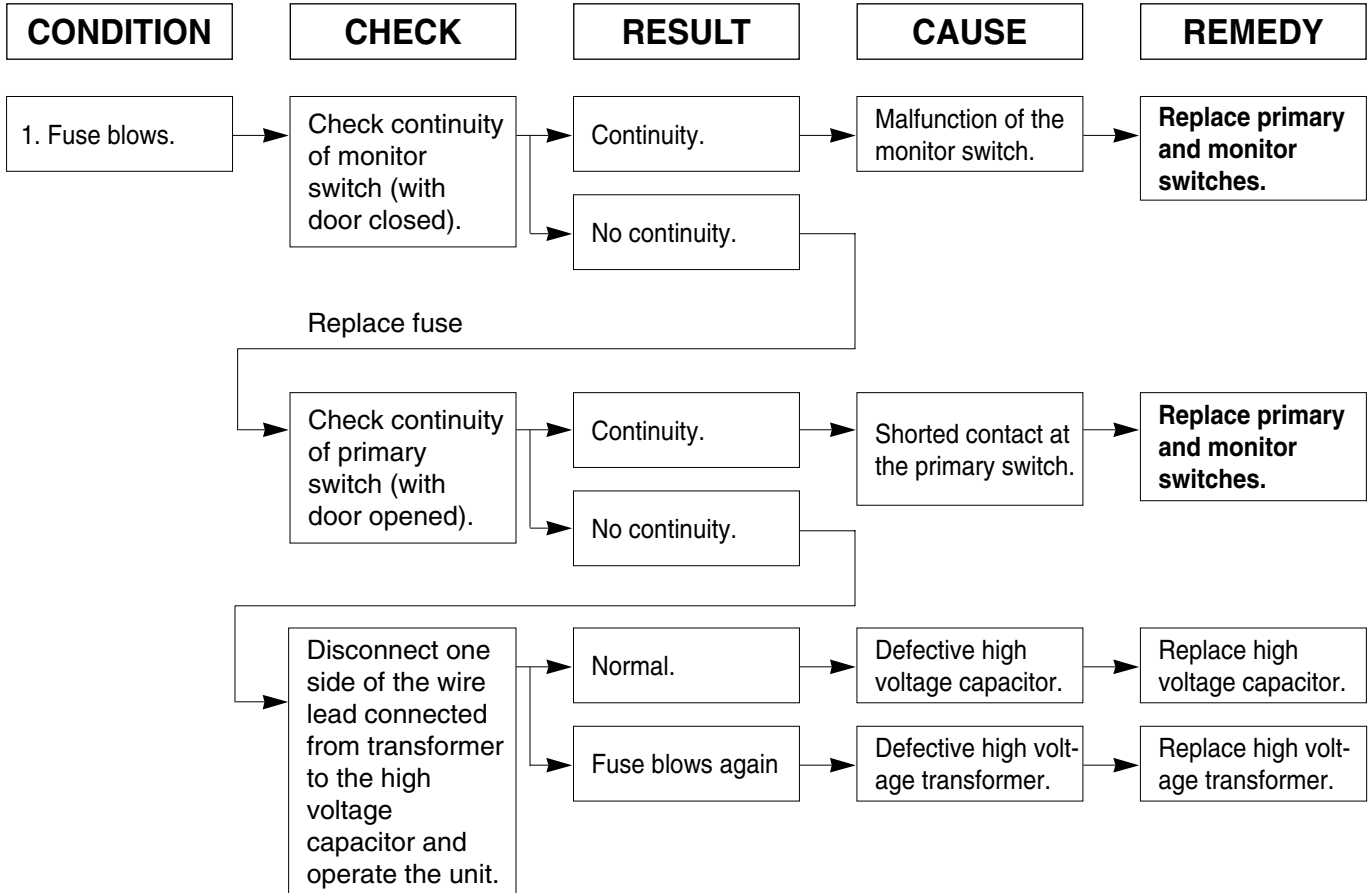 CONDITION
CHECK
RESULT
CAUSE
REMEDY
1. Fuse blows.
Check continuity
of monitor
switch (with
door closed).
Continuity.
Malfunction of the
monitor switch.
Replace primary
and monitor
switches.
No continuity.
Replace fuse
Check continuity
of primary
switch (with
door opened).
Continuity.
Shorted contact at
the primary switch.
Replace primary
and monitor
switches.
No continuity.
Disconnect one
side of the wire
lead connected
from transformer
to the high
voltage
capacitor and
operate the unit.
Normal.
Defective high
voltage capacitor.
Replace high
voltage capacitor.
Fuse blows again
Defective high volt-
age transformer.
Replace high volt-
age transformer.